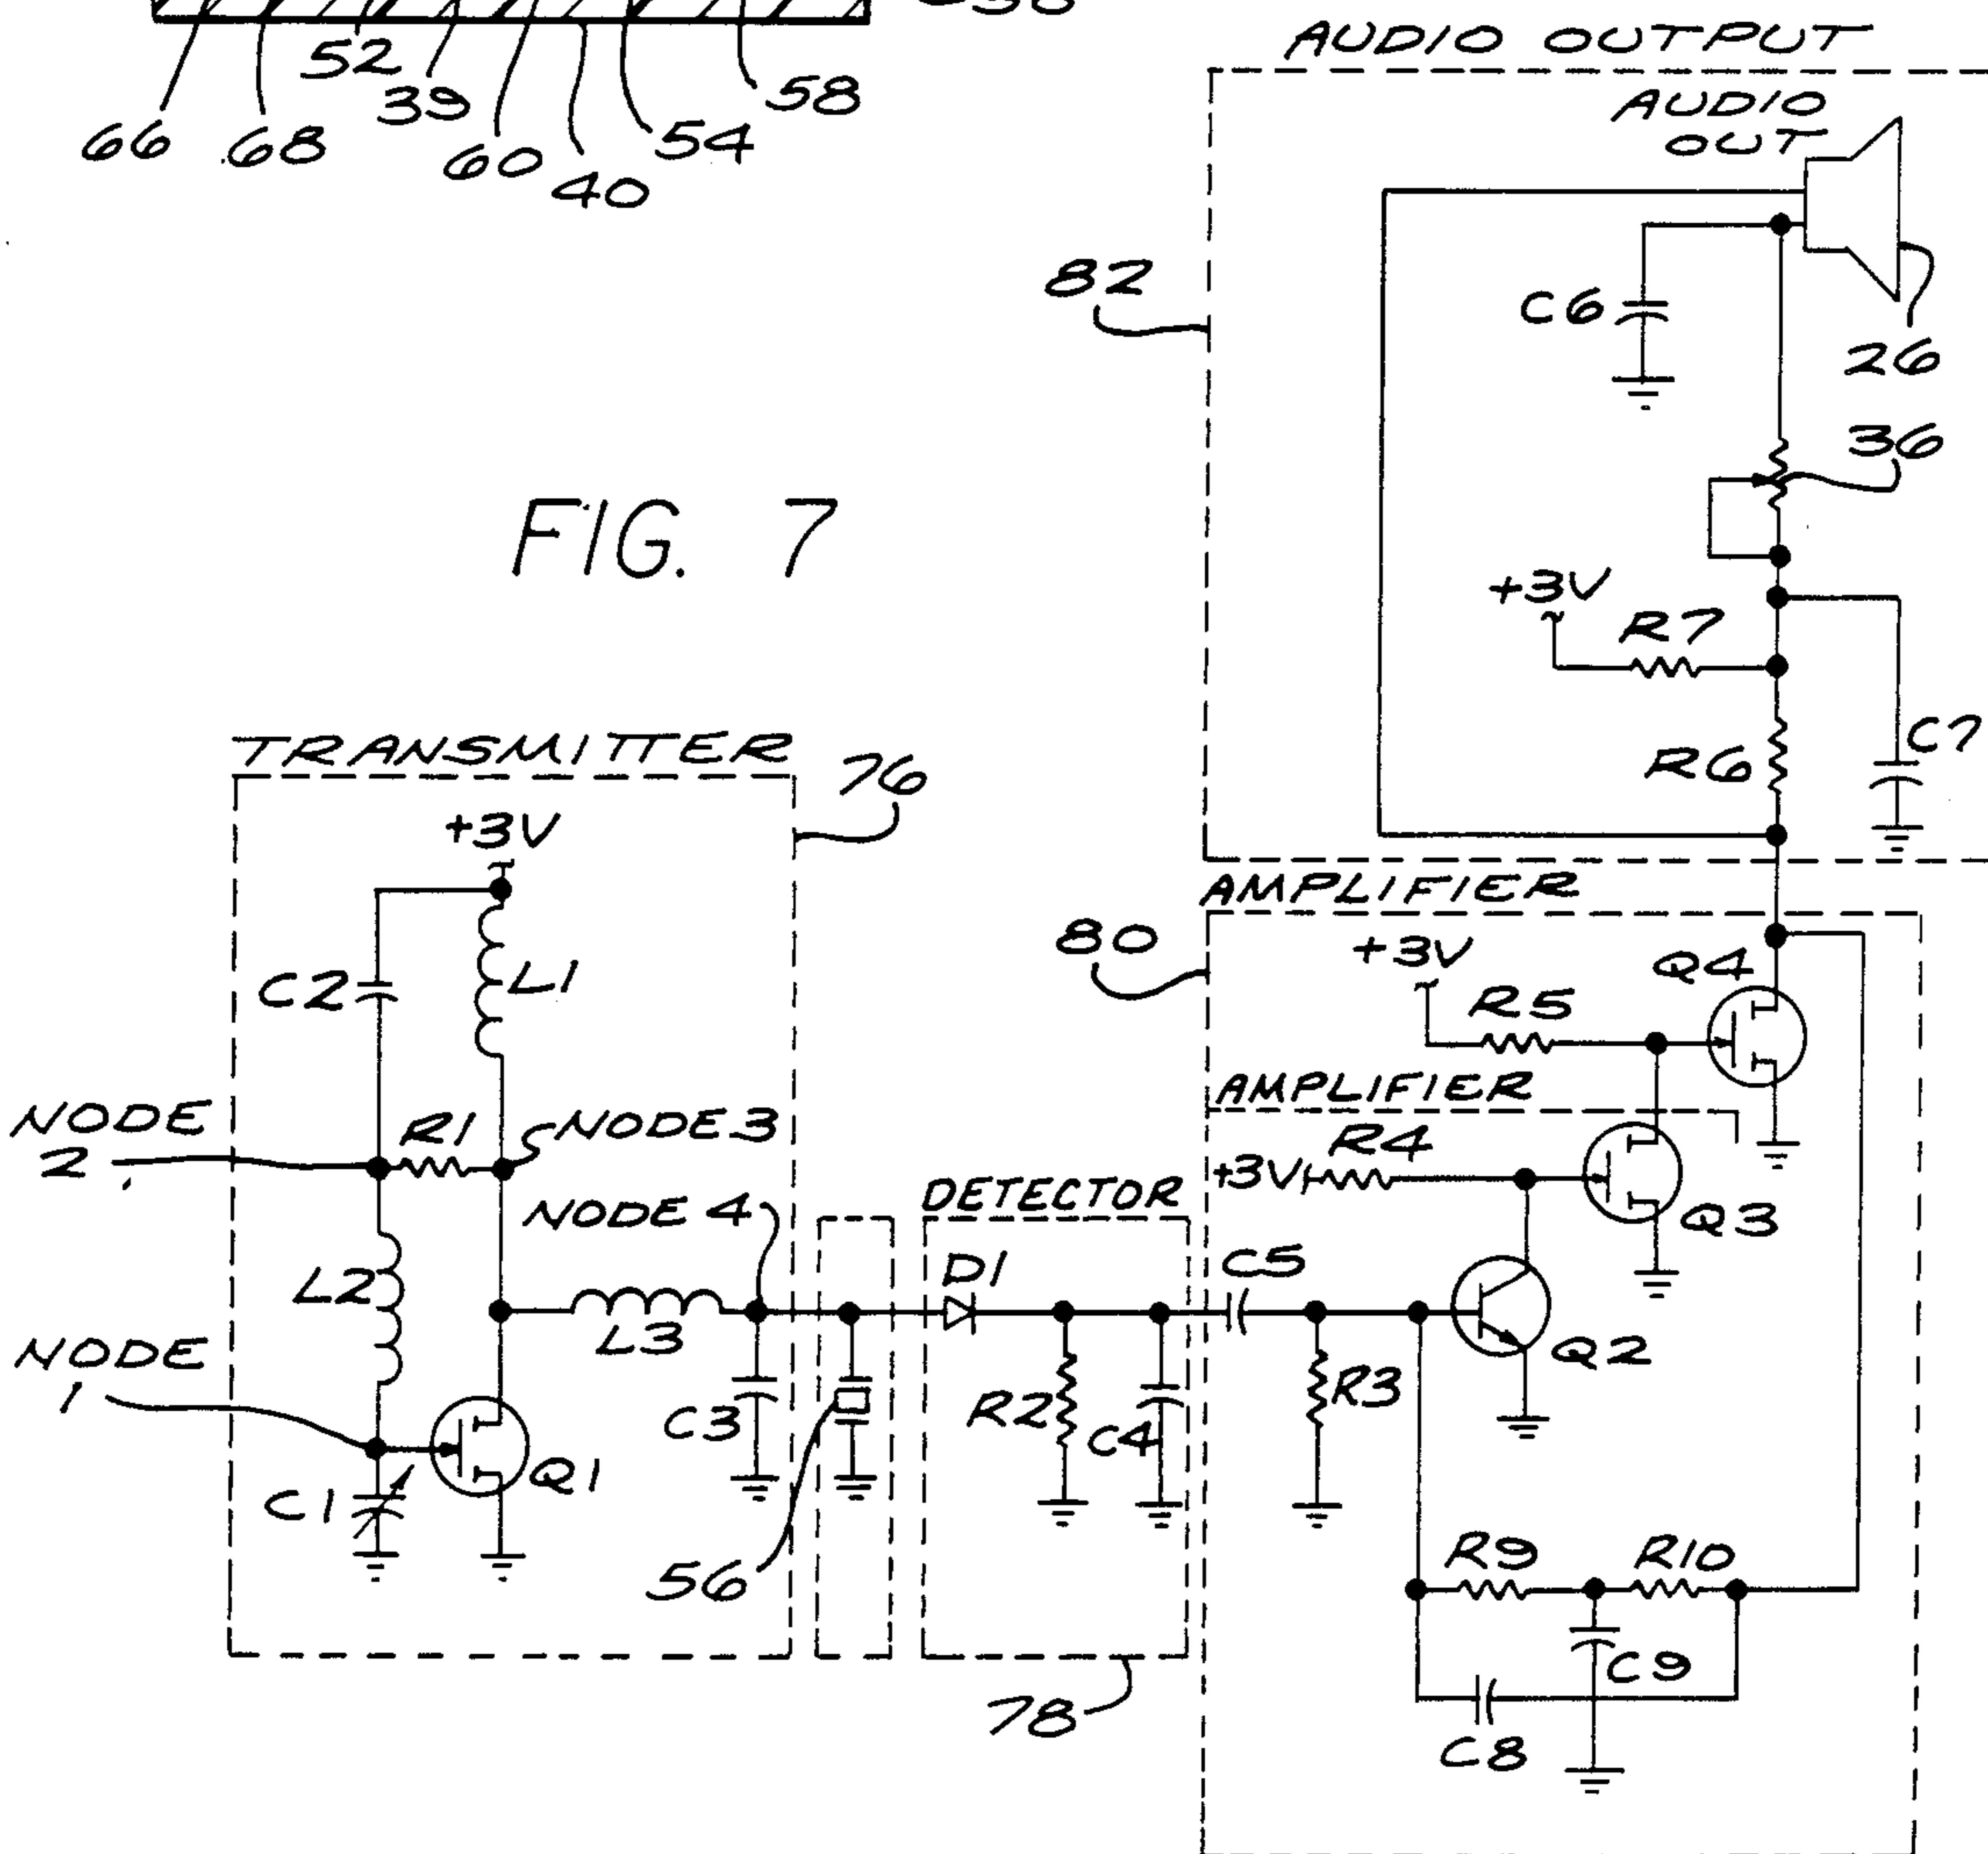 52
39
58
66
68
60
40
54
AUDIO OUTPUT
AUDIO
OUT
82
C6
26
36
FIG. 7
+3V
R7
R6
C7
TRANSMITTER
76
+3V
C2
L1
AMPLIFIER
80
+3V
Q4
R5
AMPLIFIER
NODE
2
R1
NODE 3
R4
+3V
Q3
NODE 4
DETECTOR
D1
C5
L2
L3
Q2
NODE
1
C3
R2
C4
R3
C1
Q1
56
R9
R10
C9
78
C8